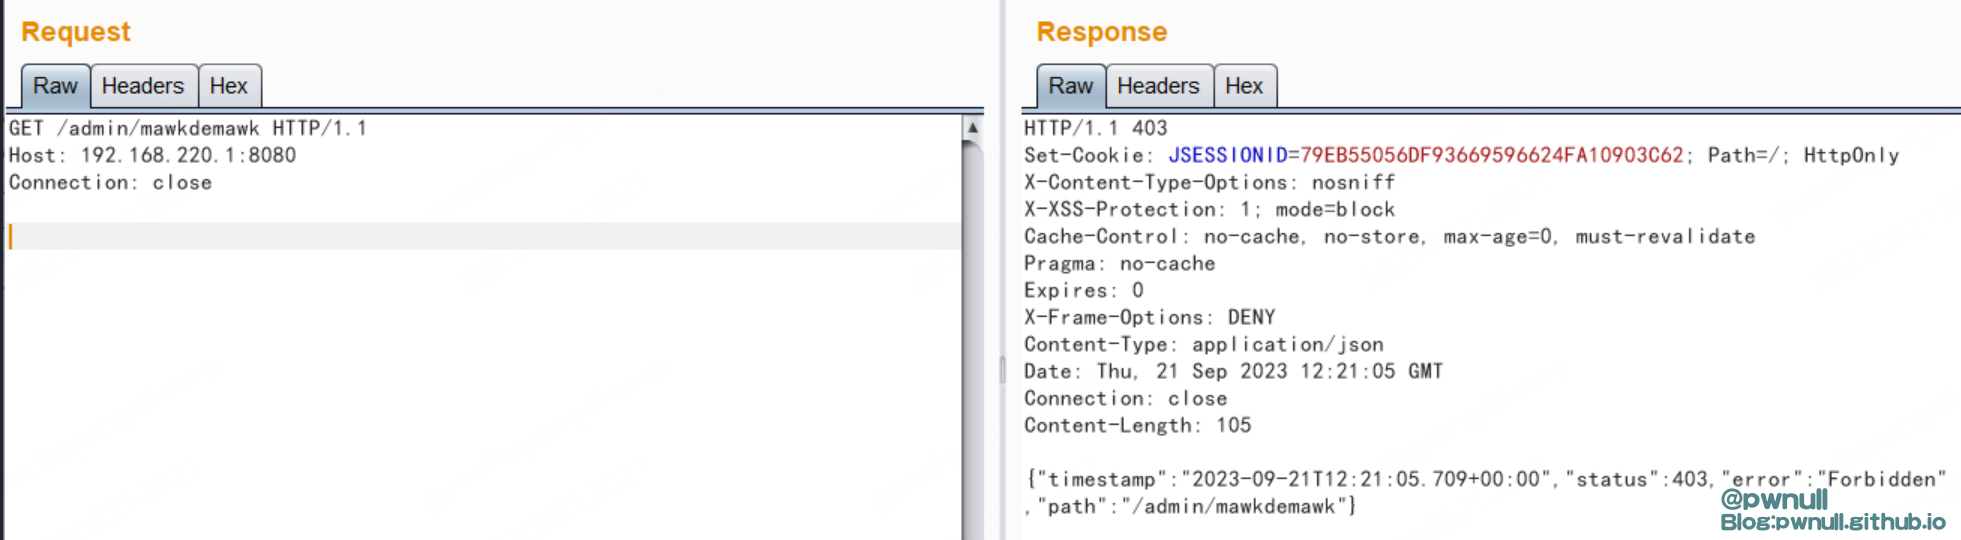 Request
Raw Headers Hex
GET /admin/mawkdemawk HTTP/1.1
Host: 192.168.220.1:8080
Connection: close
Response
Raw Headers Hex
HTTP/1.1 403
Set-Cookie: JSESSIONID=79EB55056DF93669596624FA10903C62; Path=/; HttpOnly
X-Content-Type-Options: nosniff
X-XSS-Protection: 1; mode=block
Cache-Control: no-cache, no-store, max-age=0, must-revalidate
Pragma: no-cache
Expires: 0
X-Frame-Options: DENY
Content-Type: application/json
Date: Thu, 21 Sep 2023 12:21:05 GMT
Connection: close
Content-Length: 105
{"timestamp":"2023-09-21T12:21:05.709+00:00","status":403,"error":"Forbidden"
,"path":"/admin/mawkdemawk"}
@pwnull
Blog:pwnull.github.io